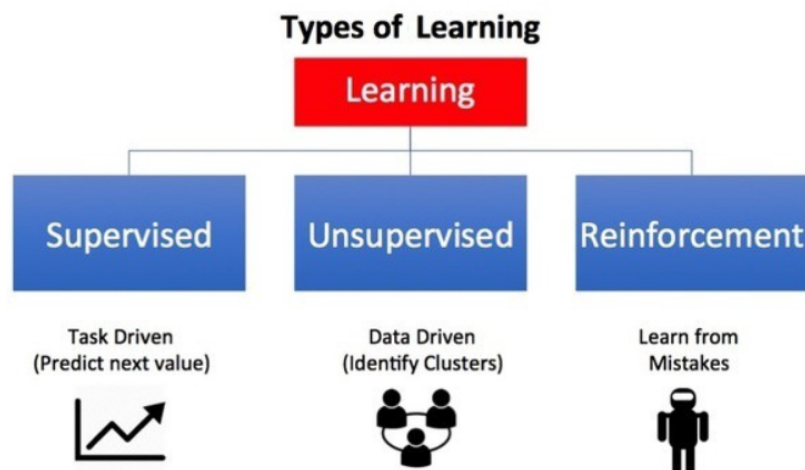 Types of Learning
Learning
Supervised
Unsupervised
Reinforcement
Task Driven
(Predict next value)
Data Driven
(Identify Clusters)
Learn from
Mistakes